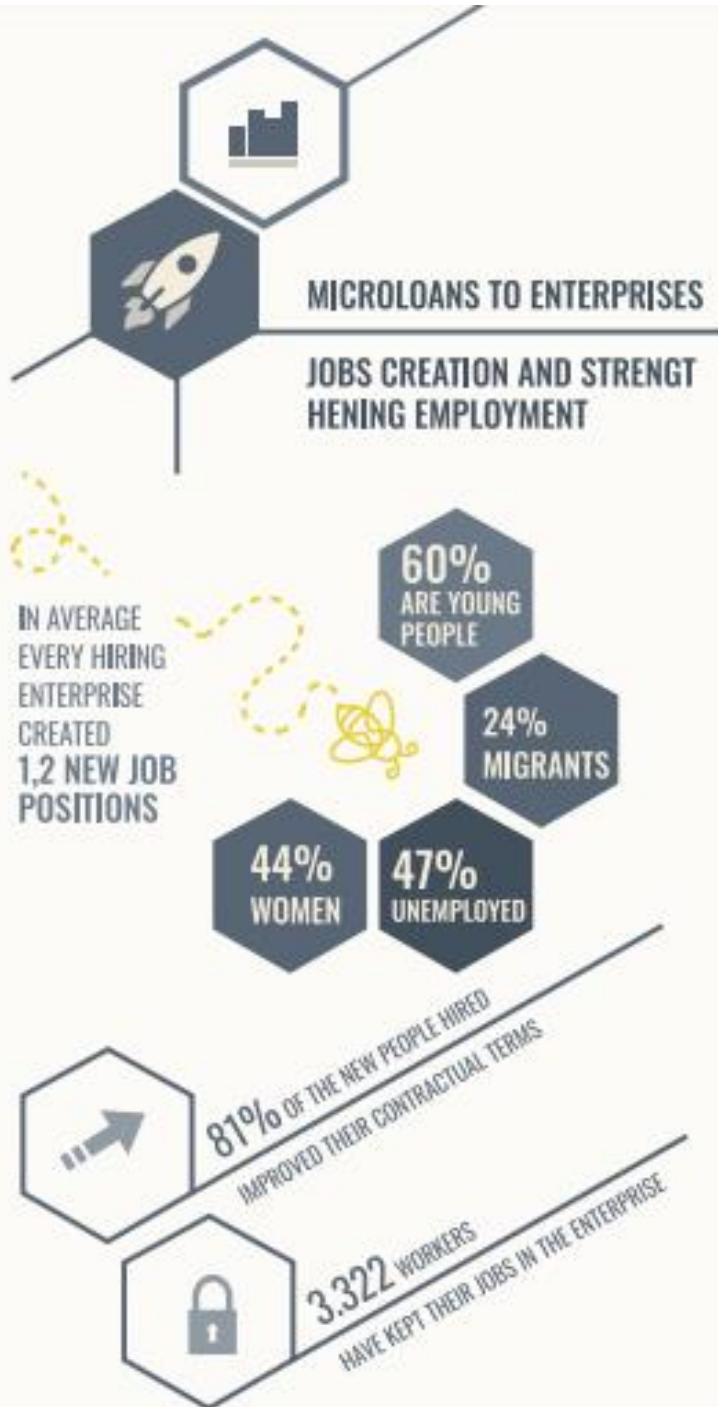 MICROLOANS TO ENTERPRISES
JOBS CREATION AND STRENGT
HENING EMPLOYMENT
IN AVERAGE
EVERY HIRING
ENTERPRISE
CREATED
1,2 NEW JOB
POSITIONS
60%
ARE YOUNG
PEOPLE
24%
MIGRANTS
44%
WOMEN
47%
UNEMPLOYED
81% OF THE NEW PEOPLE HIRED
IMPROVED THEIR CONTRACTUAL TERMS
3.322 WORKERS
HAVE KEPT THEIR JOBS IN THE ENTERPRISE